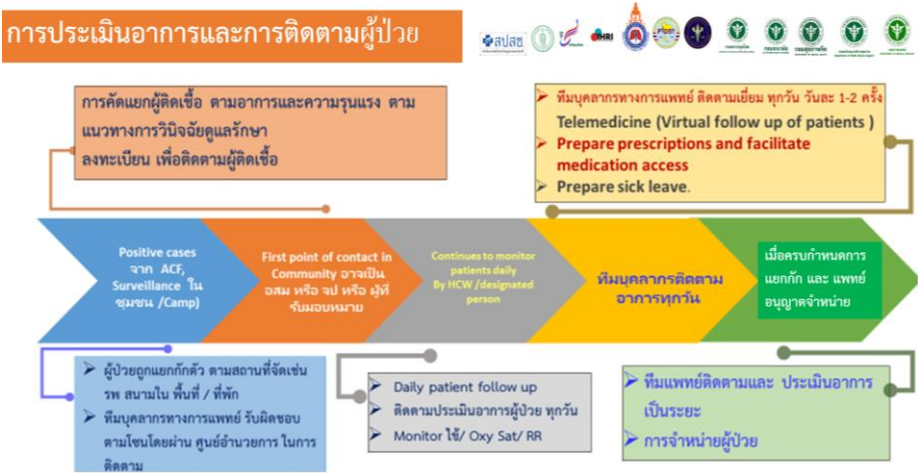 การประเมินอาการและการติดตามผู้ป่วย
สปสช
การคัดแยกผู้ติดเชื้อ ตามอาการและความรุนแรง ตาม
แนวทางการวินิจฉัยดูแลรักษา
ลงทะเบียน เพื่อติดตามผู้ติดเชื้อ
➢ ทีมบุคลากรทางการแพทย์ ติดตามเยี่ยม ทุกวัน วันละ 1-2 ครั้ง
Telemedicine (Virtual follow up of patients )
➢ Prepare prescriptions and facilitate
medication access
➢ Prepare sick leave.
Positive cases
จาก ACF,
Surveillance ใน
ชุมชน /Camp)
First point of contact in
Community อาจเป็น
อสม หรือ จป หรือ ผู้ที่
รับมอบหมาย
Continues to monitor
patients daily
By HCW /designated
person
ทีมบุคลากรติดตาม
อาการทุกวัน
เมื่อครบกำหนดการ
แยกกัก และ แพทย์
อนุญาตจำหน่าย
➢ ผู้ป่วยถูกแยกกักตัว ตามสถานที่จัดเช่น
รพ สนามใน พื้นที่ / ที่พัก
➢ ทีมบุคลากรทางการแพทย์ รับผิดชอบ
ตามโซนโดยผ่าน ศูนย์อำนวยการ ในการ
ติดตาม
➢ Daily patient follow up
➢ ติดตามประเมินอาการผู้ป่วย ทุกวัน
➢ Monitor ไข้/ Oxy Sat/ RR
➢ ทีมแพทย์ติดตามและ ประเมินอาการ
เป็นระยะ
➢ การจำหน่ายผู้ป่วย